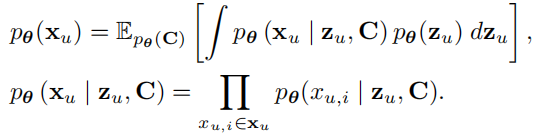 p_θ(x_u) = 𝔼_{p_θ(C)} [ ∫ p_θ (x_u | z_u, C) p_θ(z_u) dz_u ] ,
p_θ (x_u | z_u, C) = ∏_{x_{u,i}∈x_u} p_θ(x_{u,i} | z_u, C).